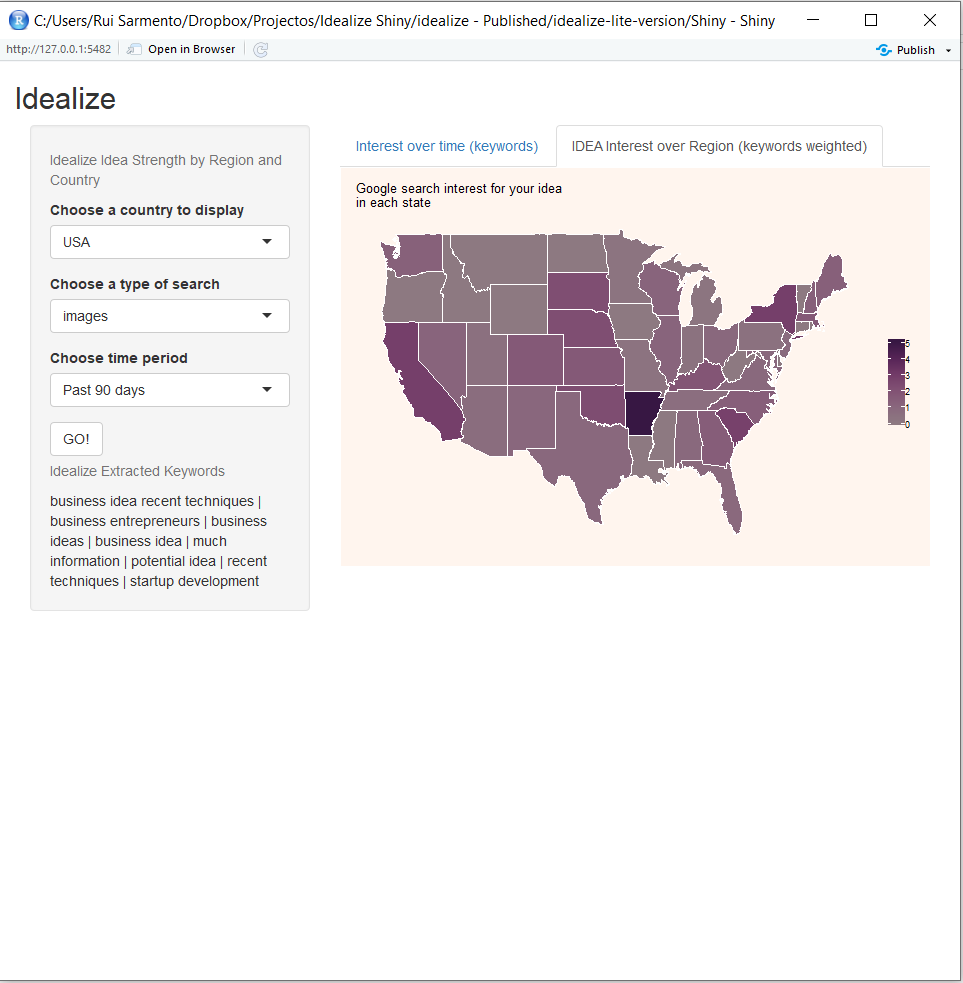 C:/Users/Rui Sarmento/Dropbox/Projectos/Idealize Shiny/idealize - Published/idealize-lite-version/Shiny - Shiny
http://127.0.0.1:5482 Open in Browser Publish
Idealize
Idealize Idea Strength by Region and
Country
Choose a country to display
USA
Choose a type of search
images
Choose time period
Past 90 days
GO!
Idealize Extracted Keywords
business idea recent techniques |
business entrepreneurs | business
ideas | business idea | much
information | potential idea | recent
techniques | startup development
Interest over time (keywords) IDEA Interest over Region (keywords weighted)
Google search interest for your idea
in each state
5
4
3
2
1
0